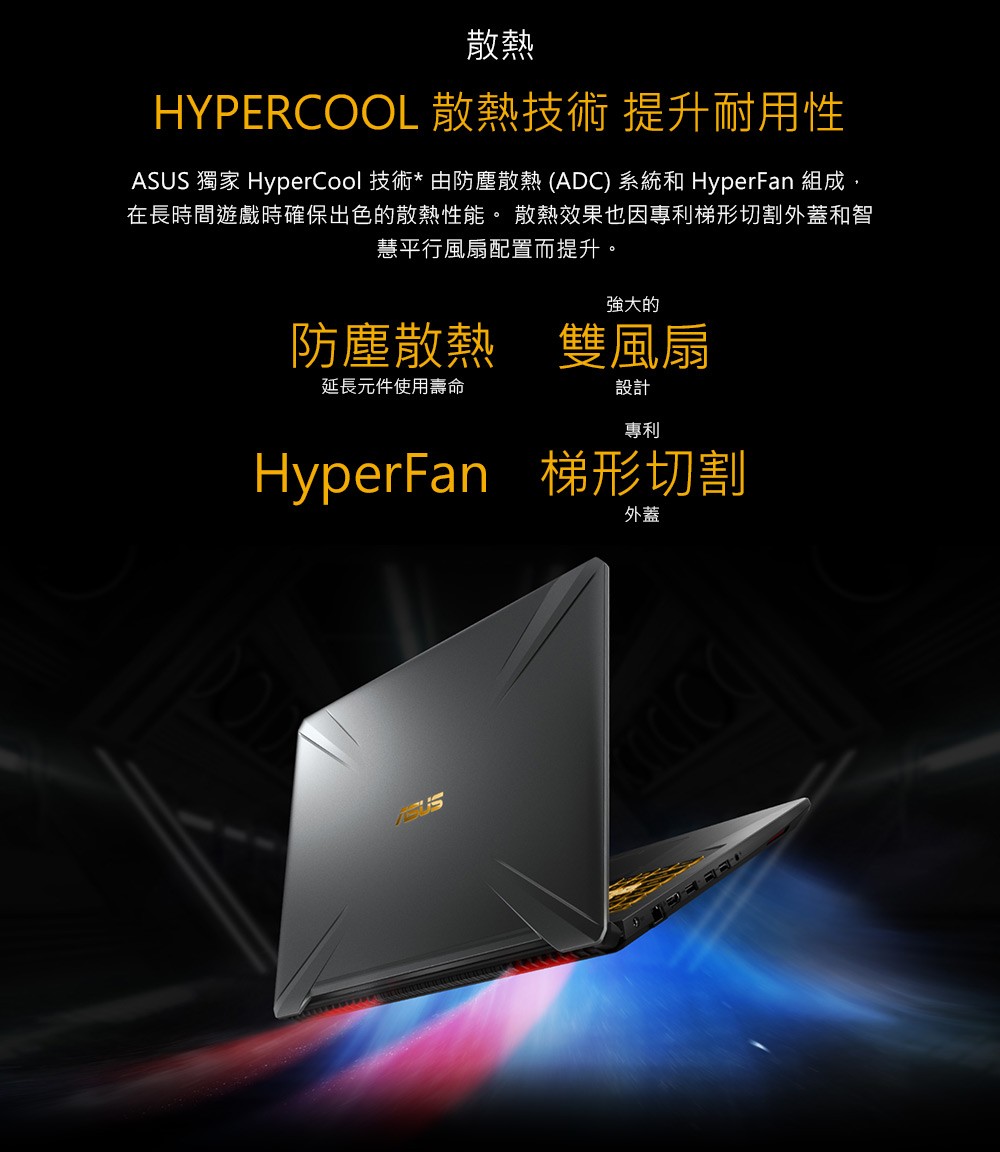 散熱
HYPERCOOL 散熱技術 提升耐用性
ASUS 獨家 HyperCool 技術* 由防塵散熱 (ADC) 系統和 HyperFan 組成，
在長時間遊戲時確保出色的散熱性能。 散熱效果也因專利梯形切割外蓋和智
慧平行風扇配置而提升。
防塵散熱
延長元件使用壽命
強大的
雙風扇
設計
HyperFan
專利
梯形切割
外蓋
ASUS